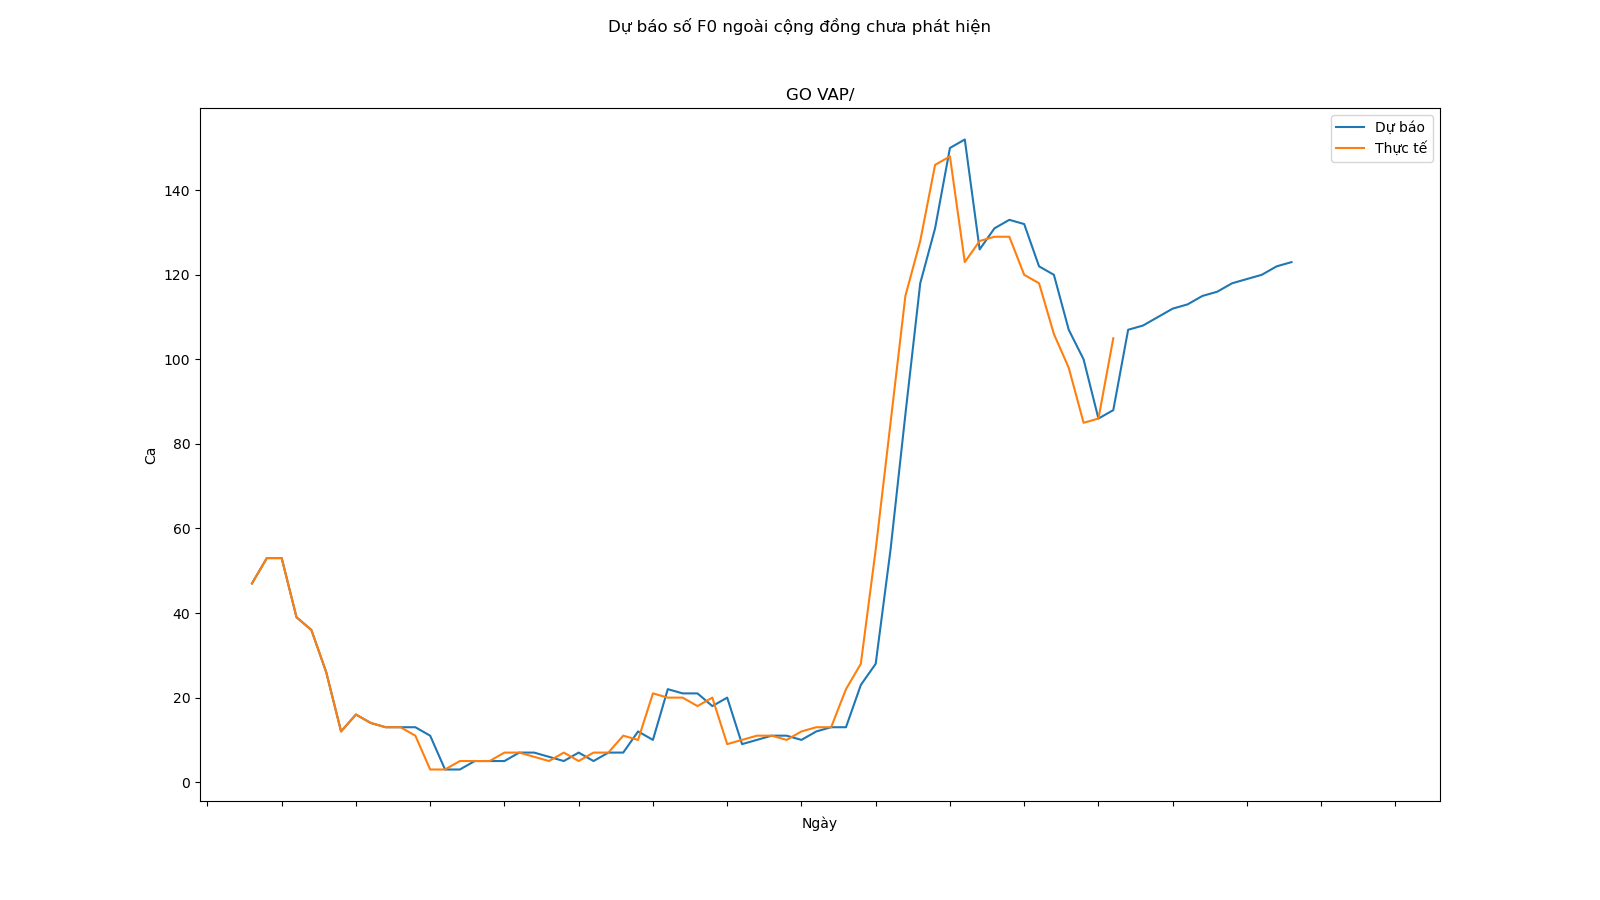 Dự báo số F0 ngoài cộng đồng chưa phát hiện
GO VAP/
Dự báo
Thực tế
140
120
100
80
60
40
20
0
Ca
Ngày